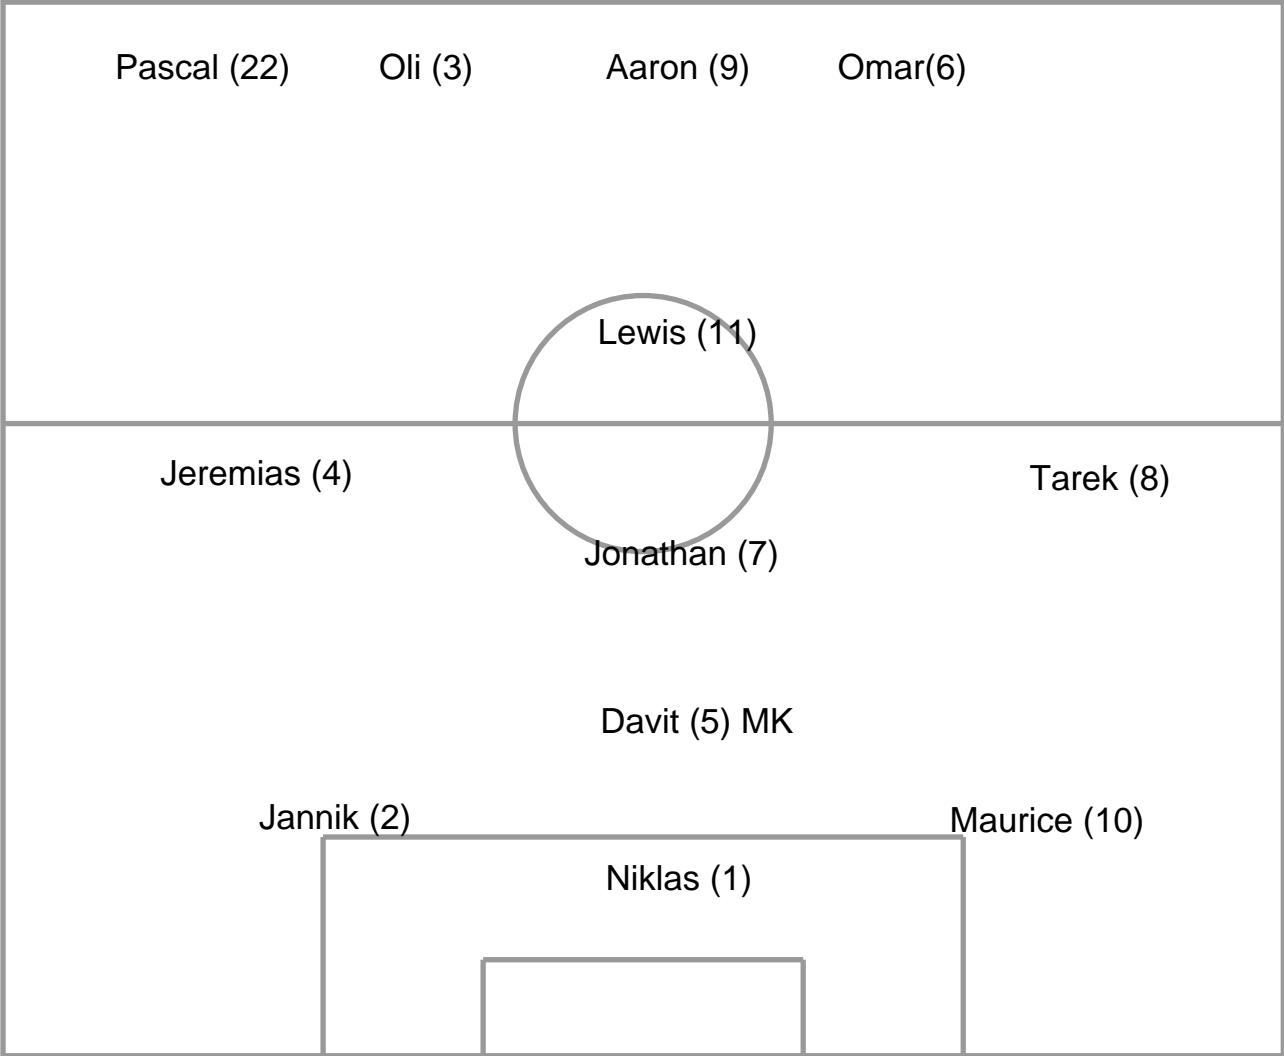 Pascal (22) Oli (3) Aaron (9) Omar(6)
Lewis (11)
Jeremias (4) Tarek (8)
Jonathan (7)
Davit (5) MK
Jannik (2) Maurice (10)
Niklas (1)